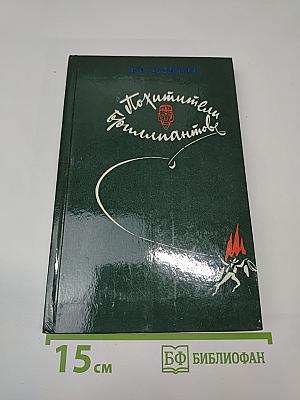 Похитители
бриллиантов
15 см
БФ БИБЛИОФАН